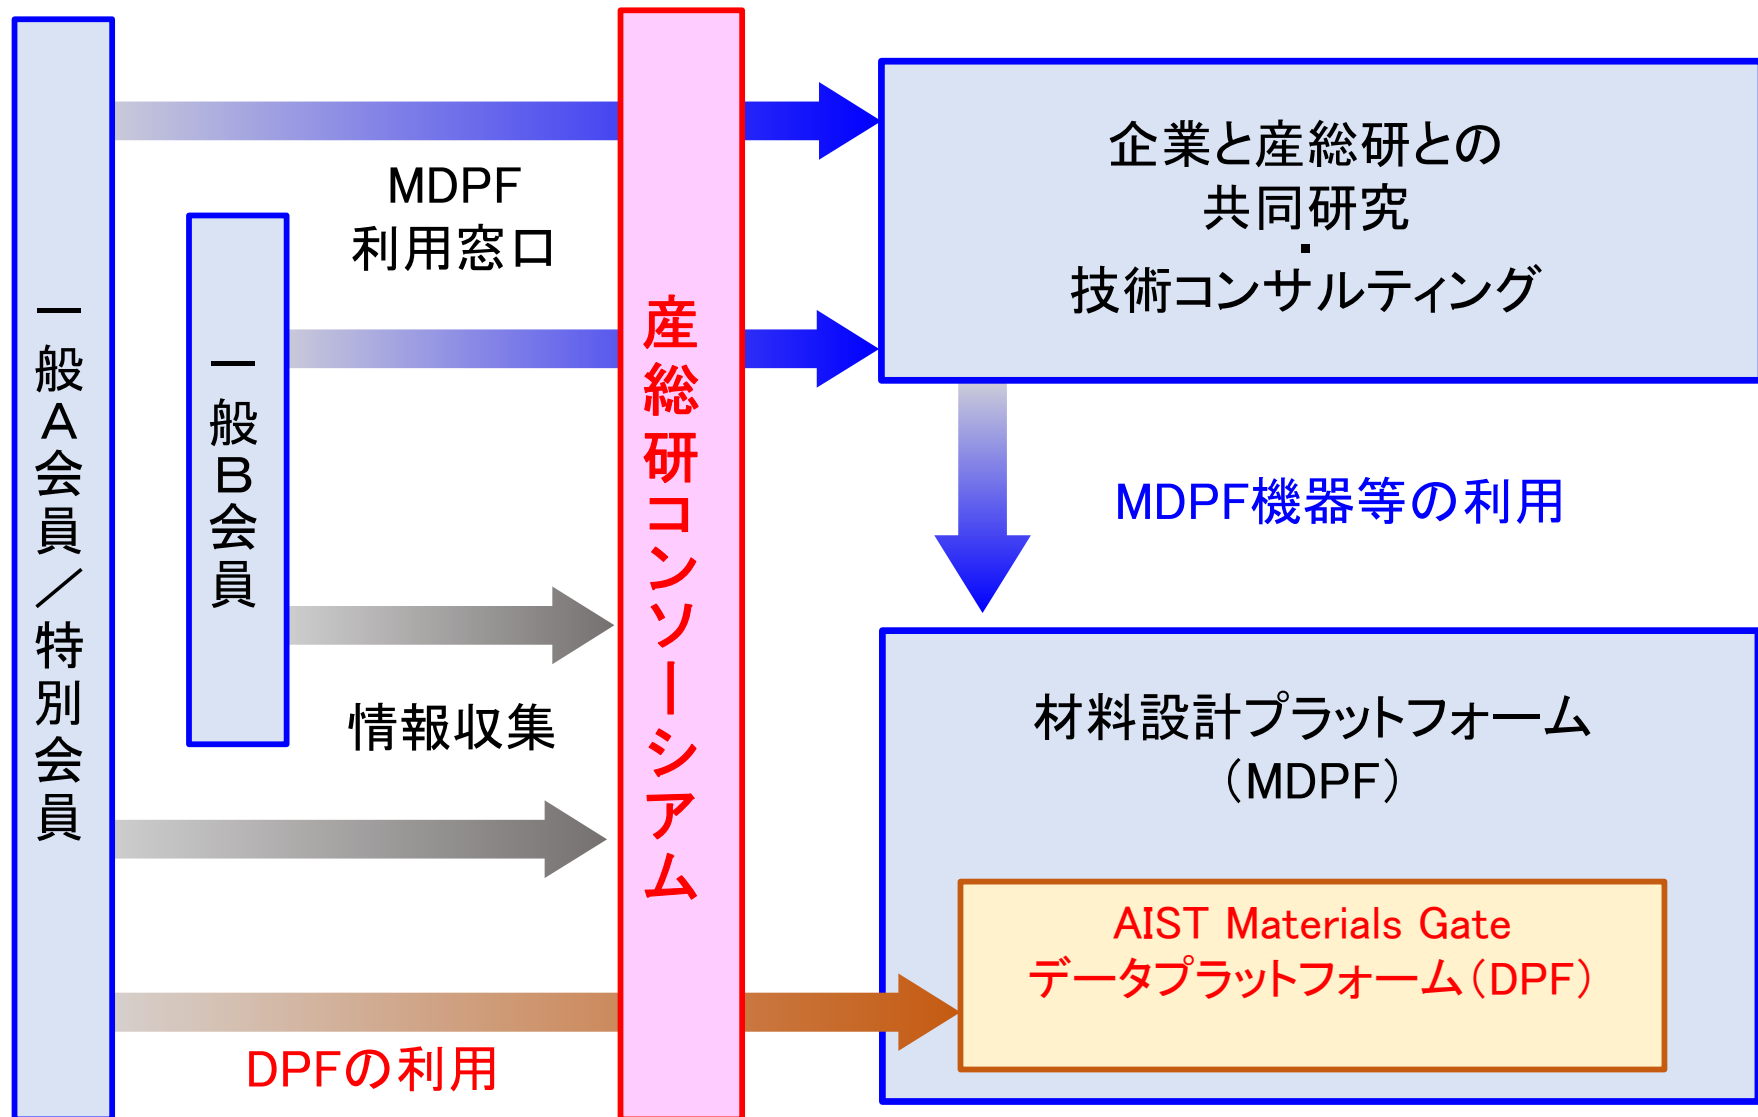 一般Ａ会員／特別会員
一般Ｂ会員
MDPF
利用窓口
情報収集
DPFの利用
産総研コンソーシアム
企業と産総研との
共同研究
・
技術コンサルティング
MDPF機器等の利用
材料設計プラットフォーム
（MDPF）
AIST Materials Gate
データプラットフォーム（DPF）